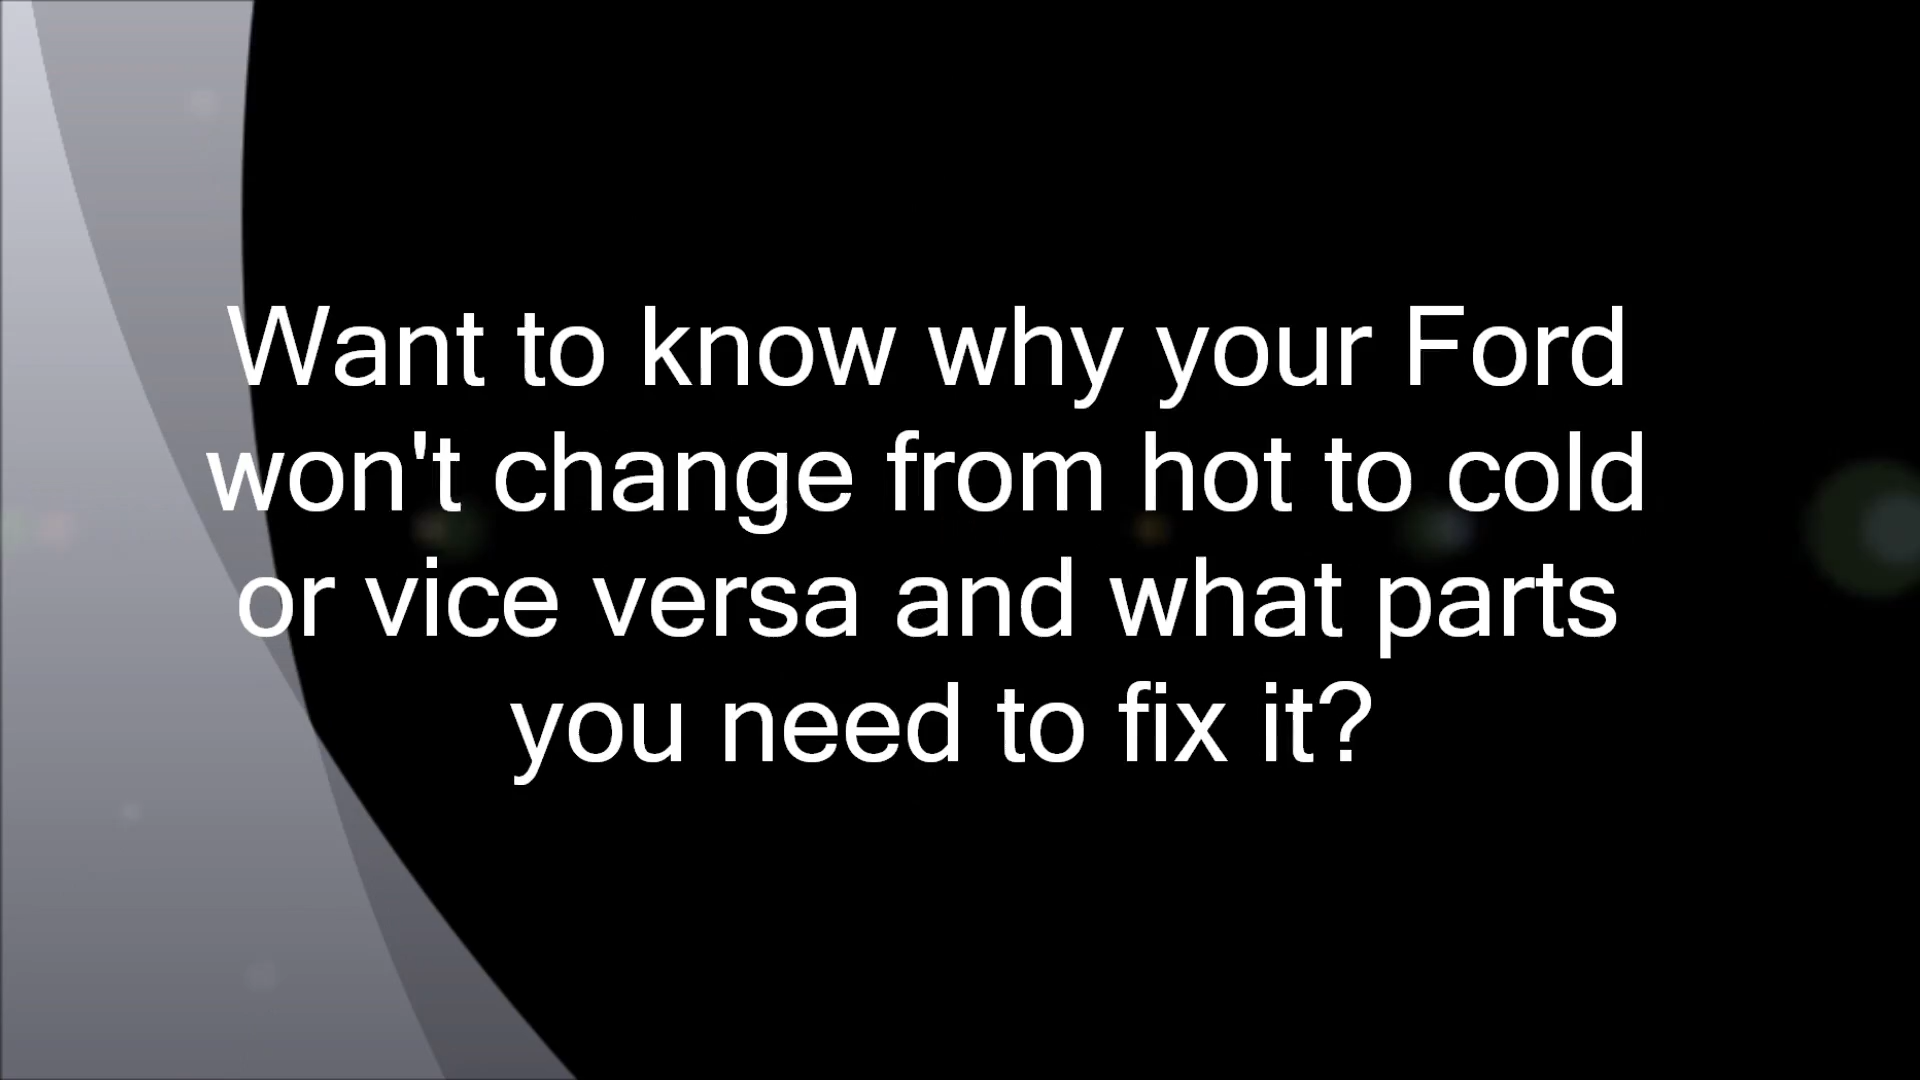 Want to know why your Ford
won't change from hot to cold
or vice versa and what parts
you need to fix it?